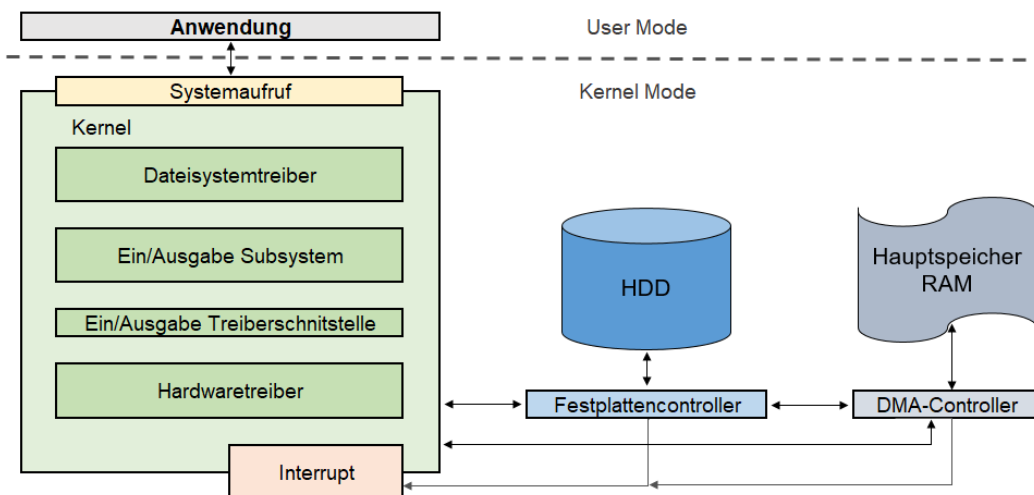 Anwendung
User Mode
Systemaufruf
Kernel Mode
Kernel
Dateisystemtreiber
Ein/Ausgabe Subsystem
HDD
Hauptspeicher
RAM
Ein/Ausgabe Treiberschnitstelle
Hardwaretreiber
Festplattencontroller
DMA-Controller
Interrupt